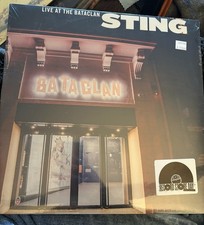 LIVE AT THE BATACLAN
STING
BATACLAN